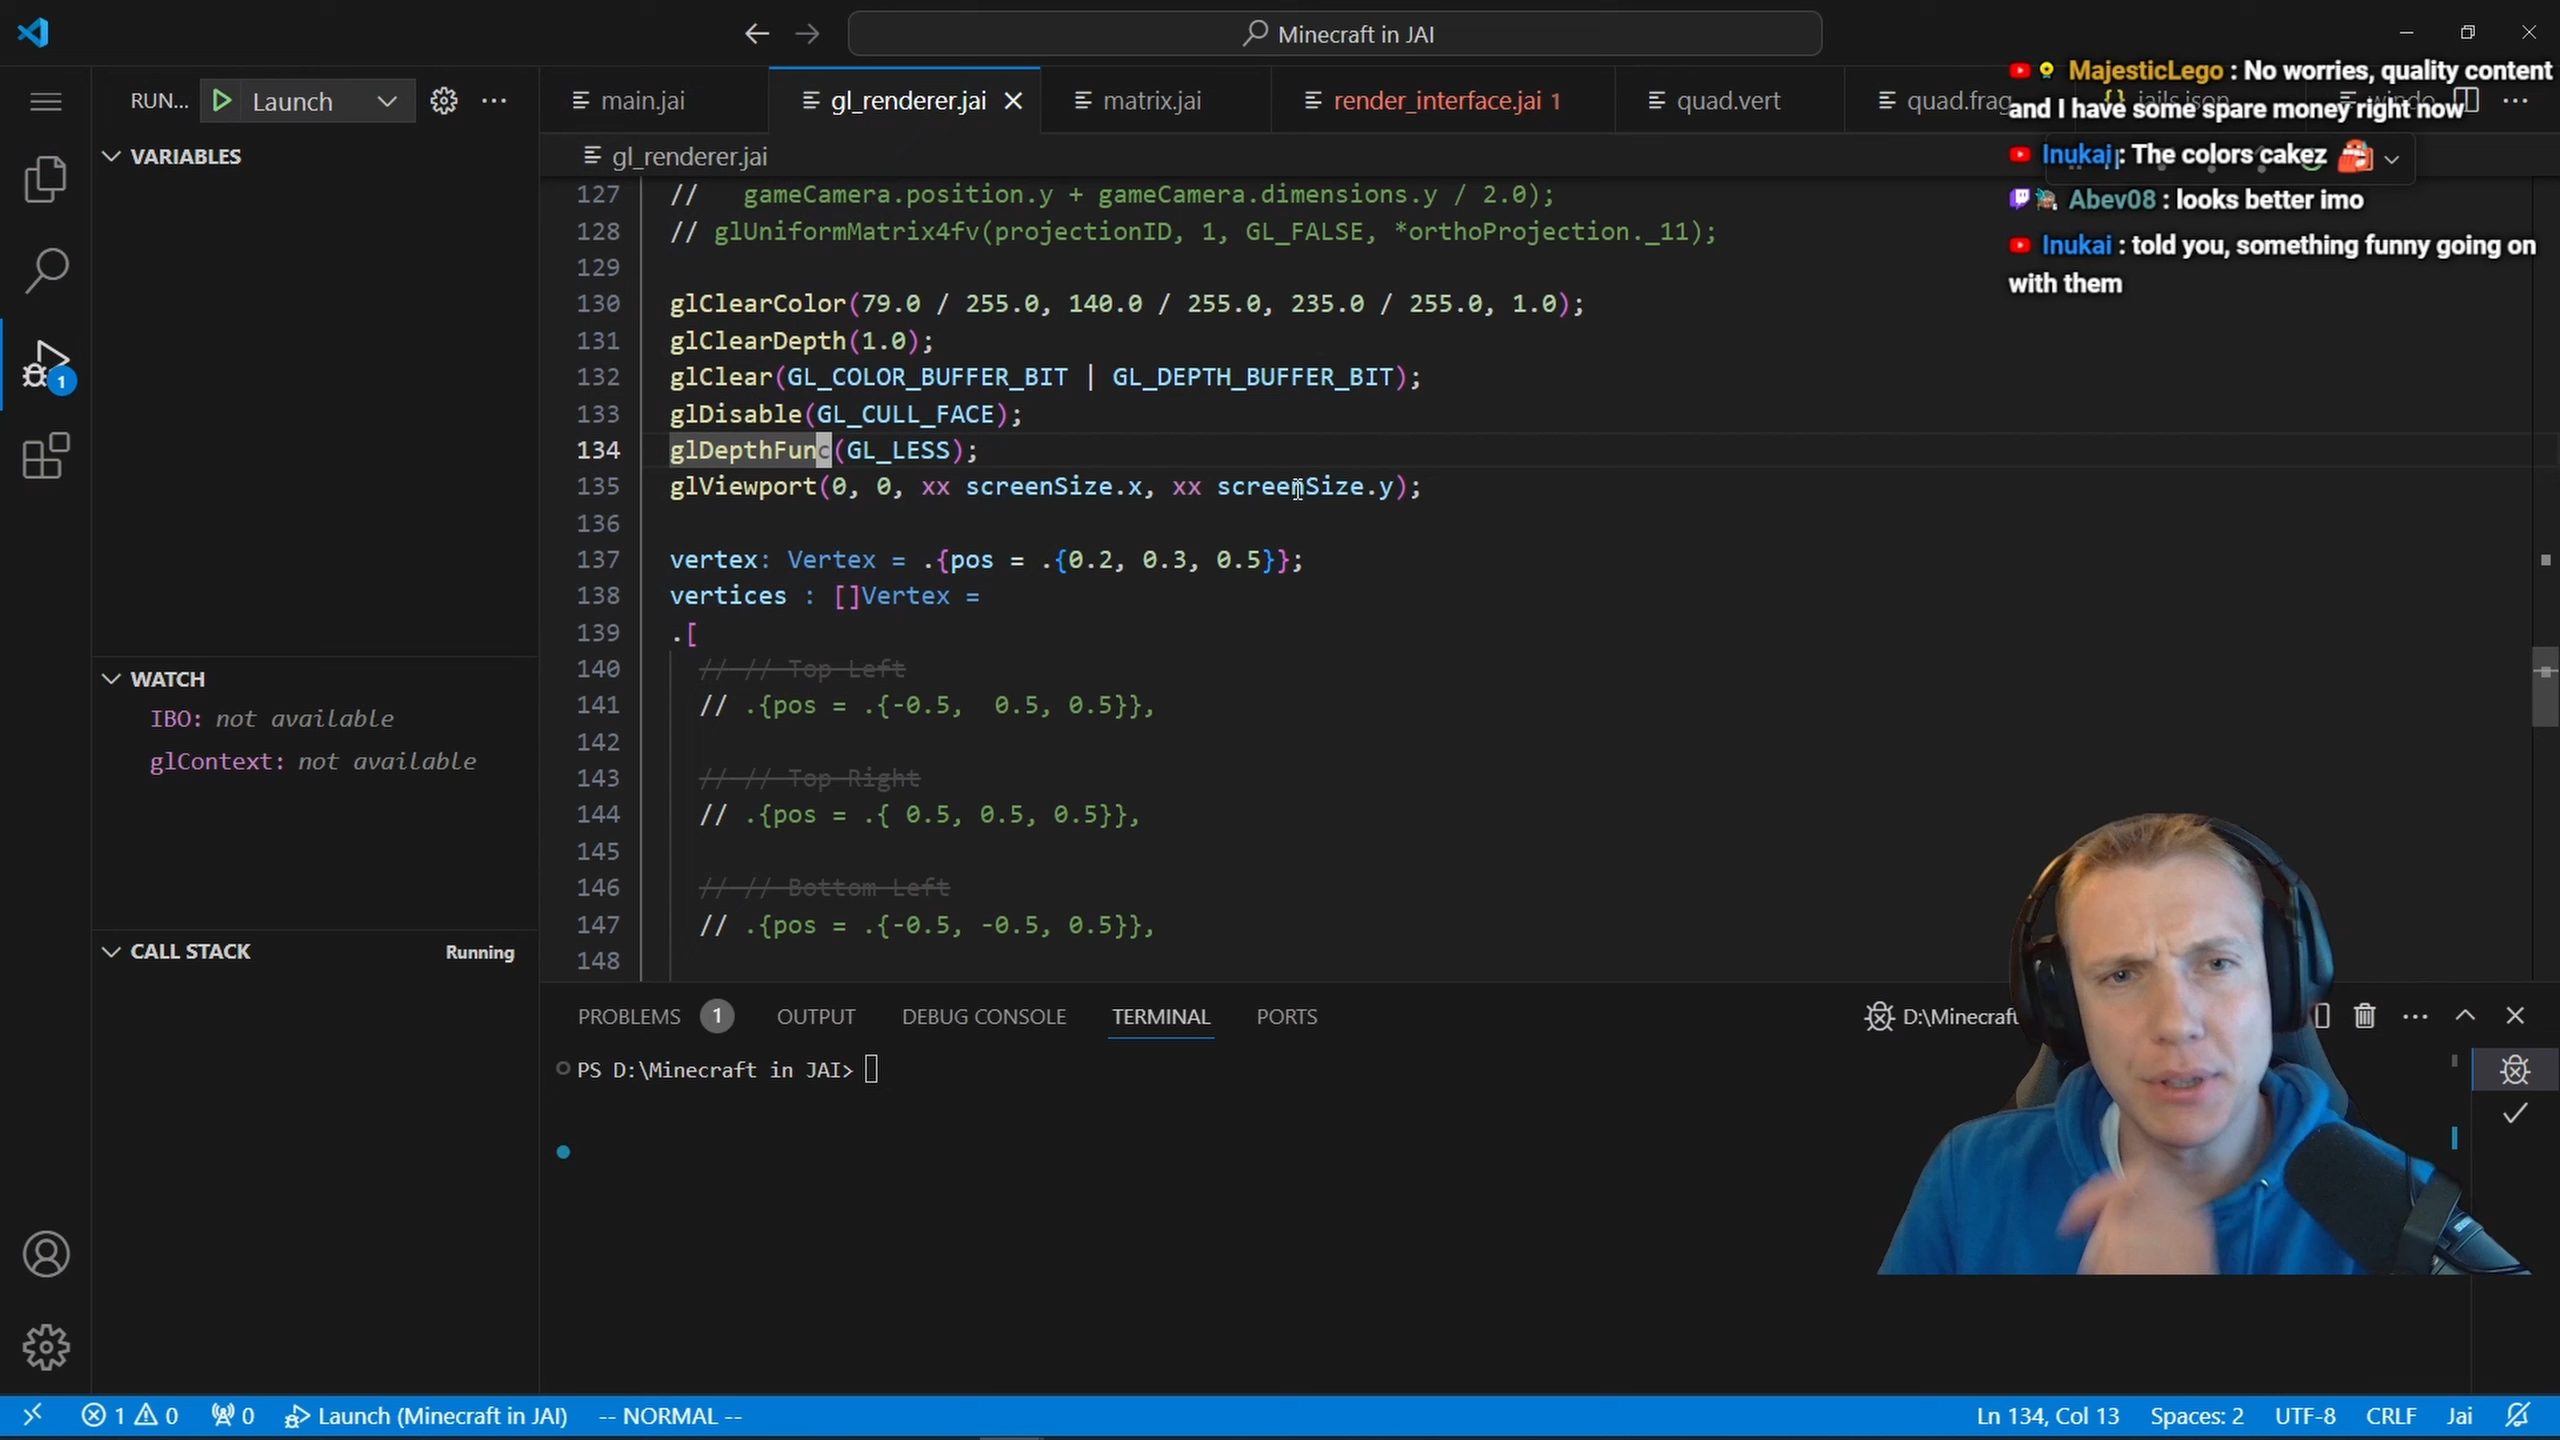 Minecraft in JAI
RUN... Launch
main.jai gl_renderer.jai matrix.jai render_interface.jai 1 quad.vert quad.frag
gl_renderer.jai
VARIABLES
WATCH
IBO: not available
glContext: not available
CALL STACK Running
1
127 // gameCamera.position.y + gameCamera.dimensions.y / 2.0);
128 // glUniformMatrix4fv(projectionID, 1, GL_FALSE, *orthoProjection._11);
129
130 glClearColor(79.0 / 255.0, 140.0 / 255.0, 235.0 / 255.0, 1.0);
131 glClearDepth(1.0);
132 glClear(GL_COLOR_BUFFER_BIT | GL_DEPTH_BUFFER_BIT);
133 glDisable(GL_CULL_FACE);
134 glDepthFunc(GL_LESS);
135 glViewport(0, 0, xx screenSize.x, xx screenSize.y);
136
137 vertex: Vertex = .{pos = .{0.2, 0.3, 0.5}};
138 vertices : []Vertex =
139 .[
140 // // Top Left
141 // .{pos = .{-0.5,  0.5, 0.5}},
142
143 // // Top Right
144 // .{pos = .{ 0.5, 0.5, 0.5}},
145
146 // // Bottom Left
147 // .{pos = .{-0.5, -0.5, 0.5}},
148
MajesticLego : No worries, quality content
and I have some spare money right now
Inukai : The colors cakez
Abev08 : looks better imo
Inukai : told you, something funny going on
with them
PROBLEMS 1 OUTPUT DEBUG CONSOLE TERMINAL PORTS
D:\Minecraft
PS D:\Minecraft in JAI>
1 0 0 Launch (Minecraft in JAI) -- NORMAL -- Ln 134, Col 13 Spaces: 2 UTF-8 CRLF Jai